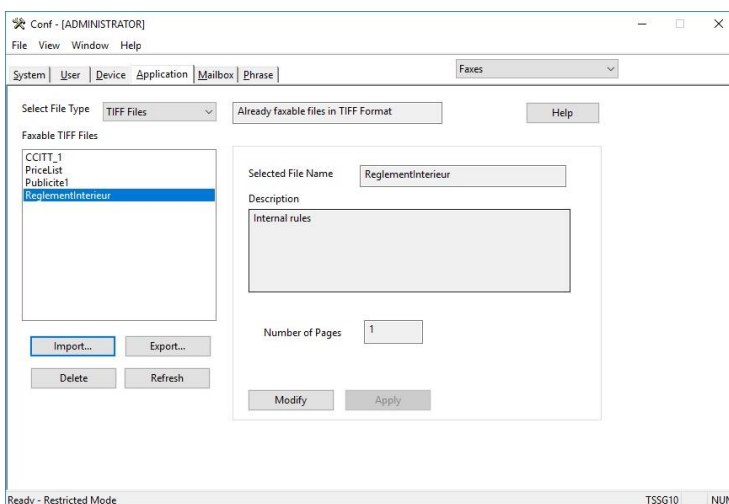 Conf - [ADMINISTRATOR]
File View Window Help
System User Device Application Mailbox Phrase
Faxes
Select File Type TIFF Files Already faxable files in TIFF Format Help
Faxable TIFF Files
CCITT_1
PriceList
Publicite1
ReglementInterieur
Selected File Name ReglementInterieur
Description
Internal rules
Number of Pages 1
Import... Export...
Delete Refresh
Modify Apply
Ready - Restricted Mode TSSG10 NUM